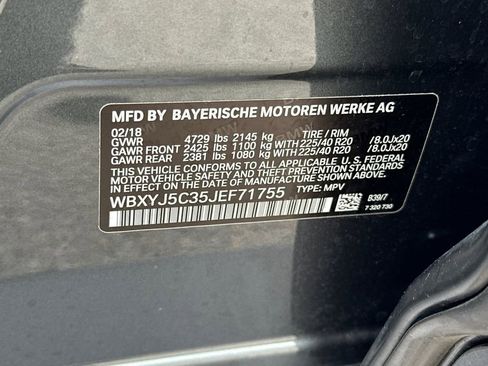 MFD BY BAYERISCHE MOTOREN WERKE AG
02/18
GVWR 4729 lbs 2145 kg TIRE / RIM
GAWR FRONT 2425 lbs 1100 kg WITH 225/40 R20 /8.0Jx20
GAWR REAR 2381 lbs 1080 kg WITH 225/40 R20 /8.0Jx20
THIS VEHICLE CONFORMS TO ALL APPLICABLE
U.S. FEDERAL MOTOR VEHICLE SAFETY, BUMPER,
AND THEFT PREVENTION STANDARDS IN EFFECT
ON THE DATE OF MANUFACTURE SHOWN ABOVE.
WBXYJ5C35JEF71755 TYPE: MPV
B39/7
7 320 730